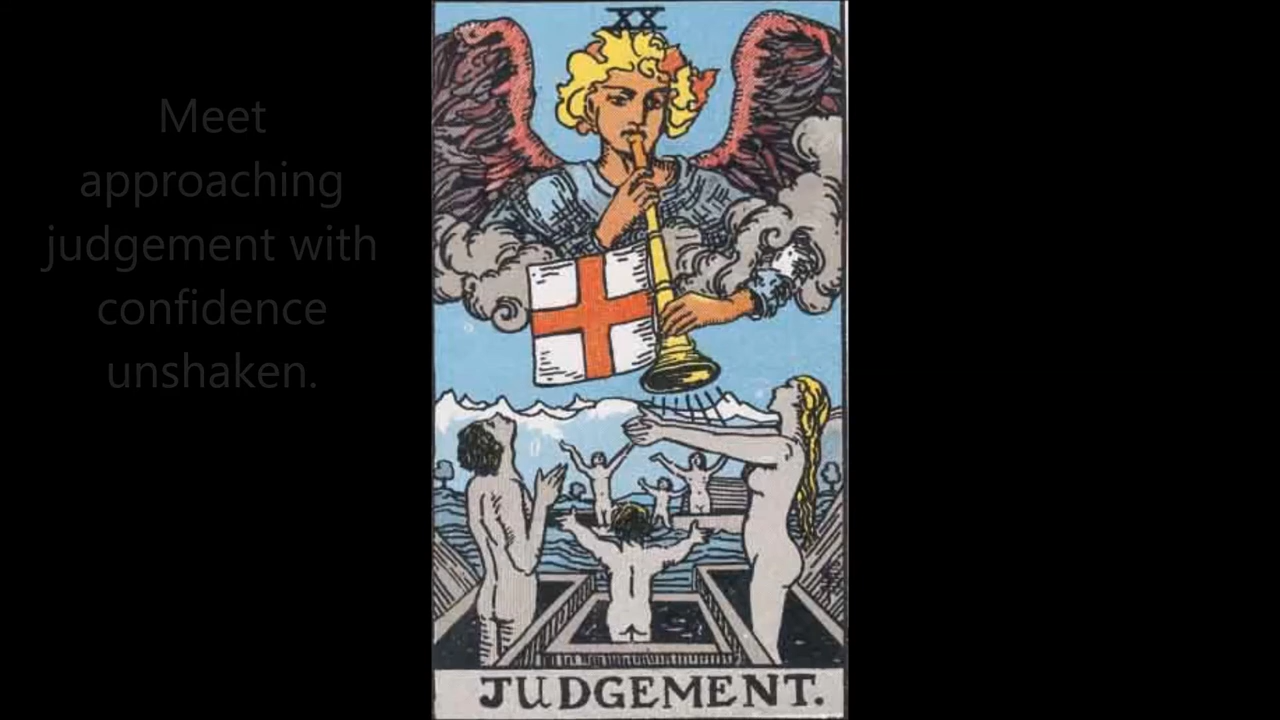 Meet
approaching
judgement with
confidence
unshaken.
XX
JUDGEMENT.